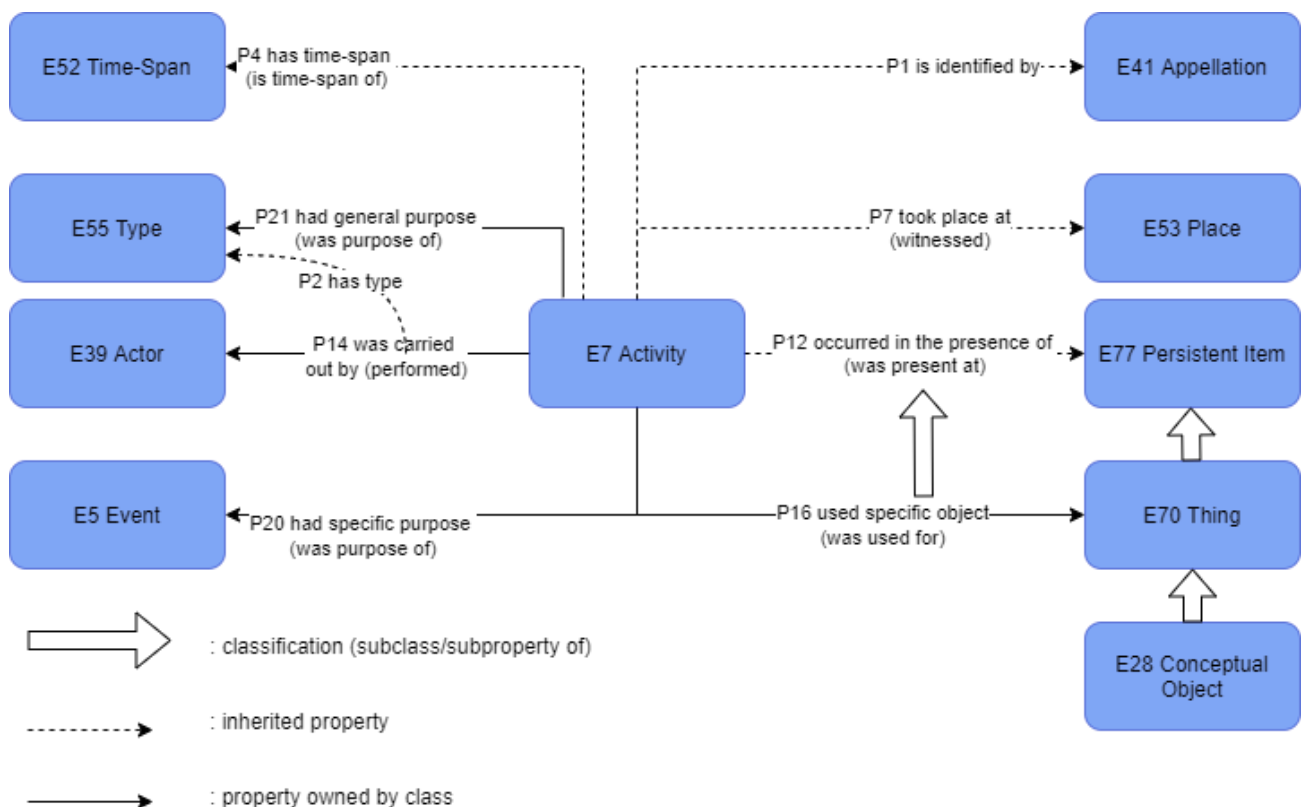 E52 Time-Span
P4 has time-span
(is time-span of)
P1 is identified by
E41 Appellation
E55 Type
P21 had general purpose
(was purpose of)
P7 took place at
(witnessed)
E53 Place
P2 has type
E39 Actor
P14 was carried
out by (performed)
E7 Activity
P12 occurred in the presence of
(was present at)
E77 Persistent Item
E5 Event
P20 had specific purpose
(was purpose of)
P16 used specific object
(was used for)
E70 Thing
: classification (subclass/subproperty of)
E28 Conceptual
Object
: inherited property
: property owned by class